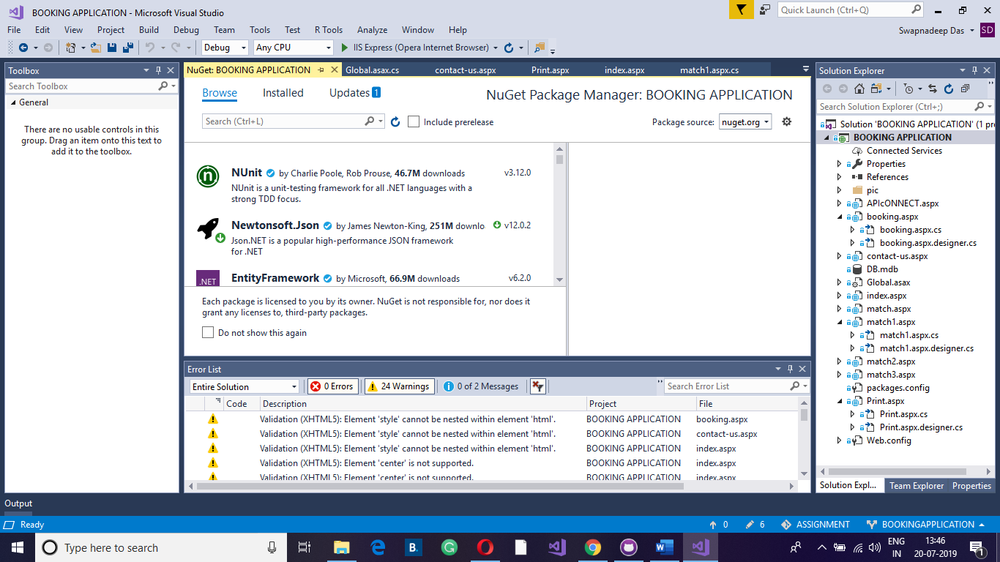 BOOKING APPLICATION - Microsoft Visual Studio
Quick Launch (Ctrl+Q)
File Edit View Project Build Debug Team Tools Test R Tools Analyze Window Help
Swapnadeep Das SD
Debug Any CPU IIS Express (Opera Internet Browser)
Toolbox
Search Toolbox
General
There are no usable controls in this
group. Drag an item onto this text to
add it to the toolbox.
NuGet: BOOKING APPLICATION Global.asax.cs contact-us.aspx Print.aspx index.aspx match1.aspx.cs
Browse Installed Updates 1
NuGet Package Manager: BOOKING APPLICATION
Search (Ctrl+L) Include prerelease
Package source: nuget.org
NUnit by Charlie Poole, Rob Prouse, 46.7M downloads v3.12.0
NUnit is a unit-testing framework for all .NET languages with a
strong TDD focus.
Newtonsoft.Json by James Newton-King, 251M downlo v12.0.2
Json.NET is a popular high-performance JSON framework
for .NET
.NET
EntityFramework by Microsoft, 66.9M downloads v6.2.0
Each package is licensed to you by its owner. NuGet is not responsible for, nor does it
grant any licenses to, third-party packages.
Do not show this again
Error List
Entire Solution 0 Errors 24 Warnings 0 of 2 Messages Search Error List
Code Description Project File
Validation (XHTML5): Element 'style' cannot be nested within element 'html'. BOOKING APPLICATION booking.aspx
Validation (XHTML5): Element 'style' cannot be nested within element 'html'. BOOKING APPLICATION contact-us.aspx
Validation (XHTML5): Element 'style' cannot be nested within element 'html'. BOOKING APPLICATION index.aspx
Validation (XHTML5): Element 'center' is not supported. BOOKING APPLICATION index.aspx
Validation (XHTML5): Element 'center' is not supported. BOOKING APPLICATION index.aspx
Solution Explorer
Search Solution Explorer (Ctrl+;)
Solution 'BOOKING APPLICATION' (1 pro
BOOKING APPLICATION
Connected Services
Properties
References
pic
APIcONNECT.aspx
booking.aspx
booking.aspx.cs
booking.aspx.designer.cs
contact-us.aspx
DB.mdb
Global.asax
index.aspx
match.aspx
match1.aspx
match1.aspx.cs
match1.aspx.designer.cs
match2.aspx
match3.aspx
packages.config
Print.aspx
Print.aspx.cs
Print.aspx.designer.cs
Web.config
Solution Expl... Team Explorer Properties
Output
Ready 0 6 ASSIGNMENT BOOKINGAPPLICATION
Type here to search
B.
ENG
IN
13:46
20-07-2019
1